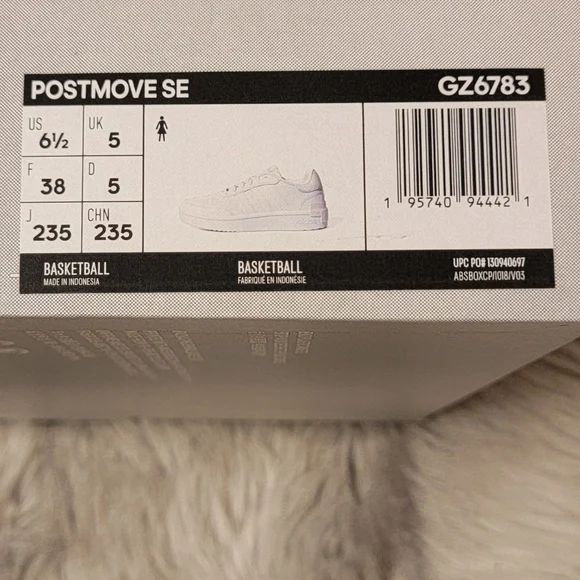 POSTMOVE SE GZ6783
US 6½ UK 5
F 38 D 5
J 235 CHN 235
1 95740 94442 1
BASKETBALL BASKETBALL UPC PO# 130940697
MADE IN INDONESIA FABRIQUÉ EN INDONÉSIE ABSBOXCP/1018/V03